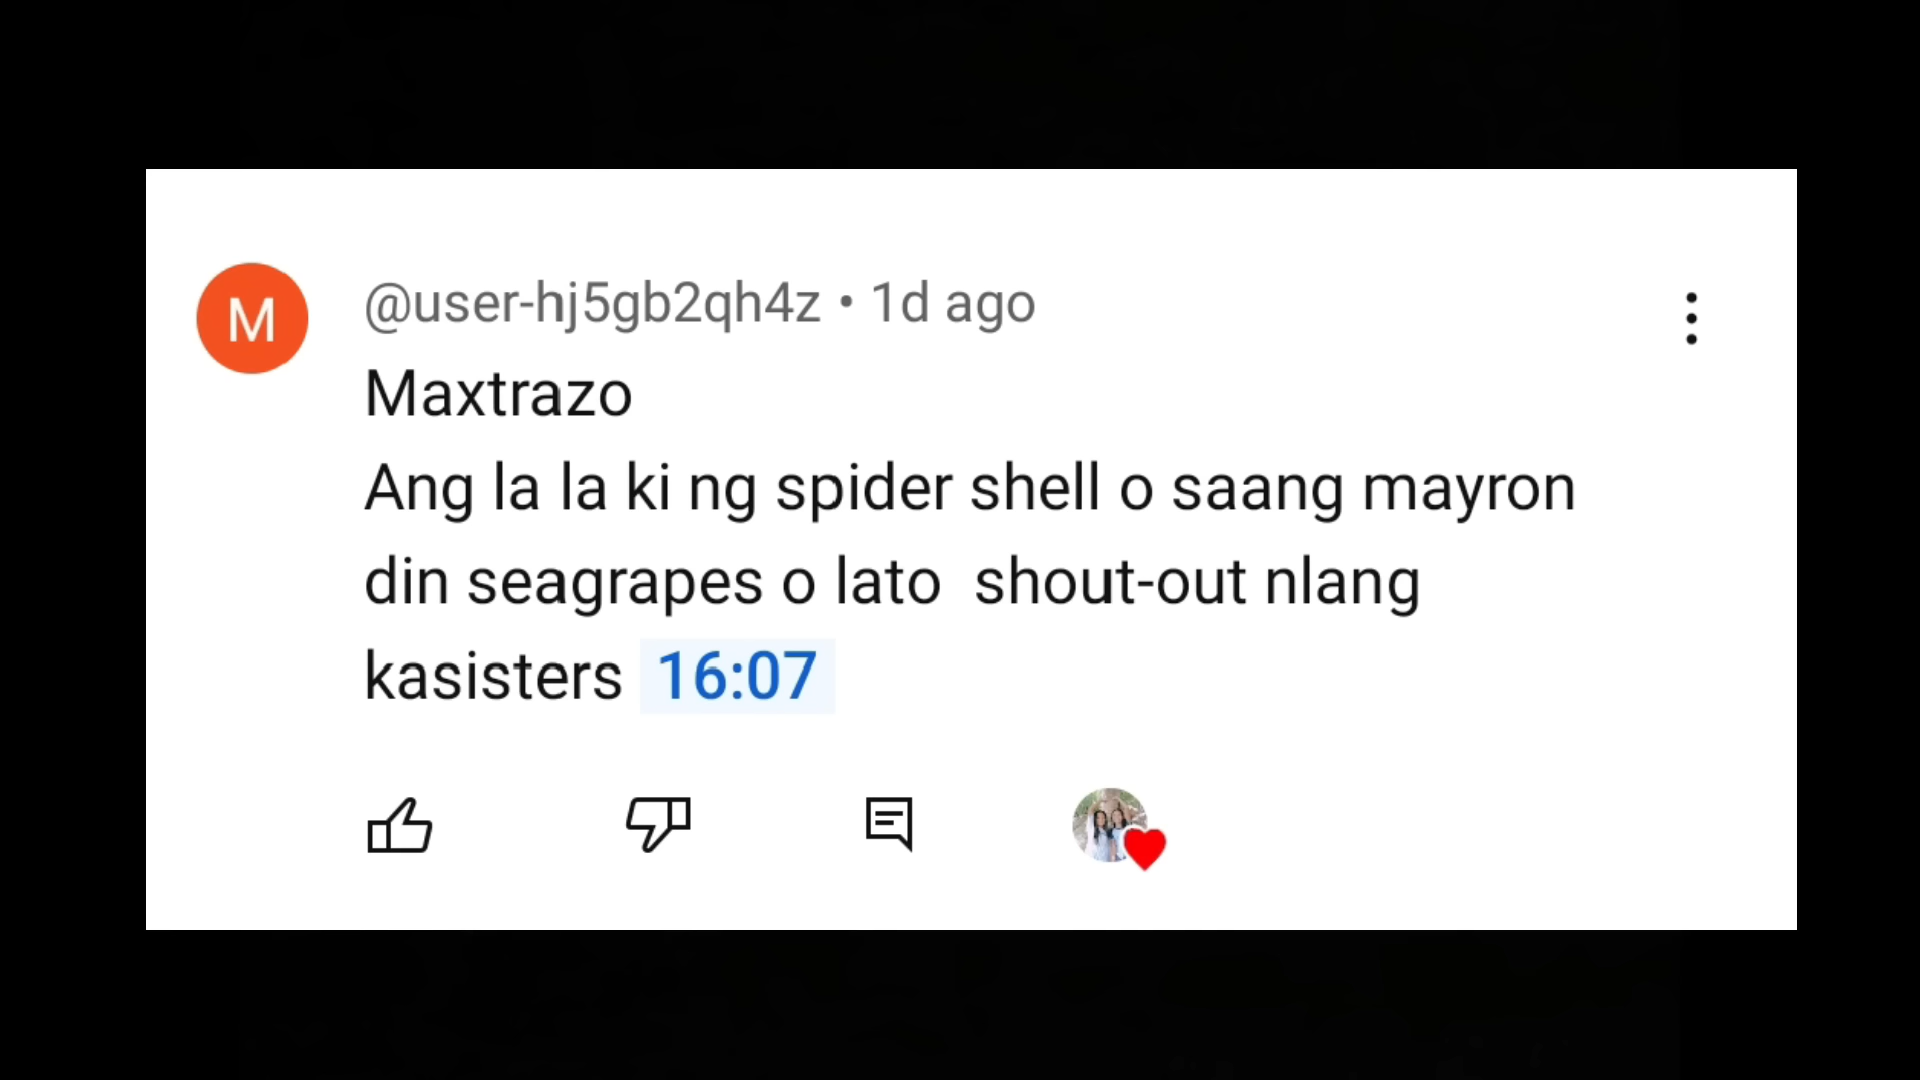 M
@user-hj5gb2qh4z • 1d ago
Maxtrazo
Ang la la ki ng spider shell o saang mayron
din seagrapes o lato  shout-out nlang
kasisters 16:07